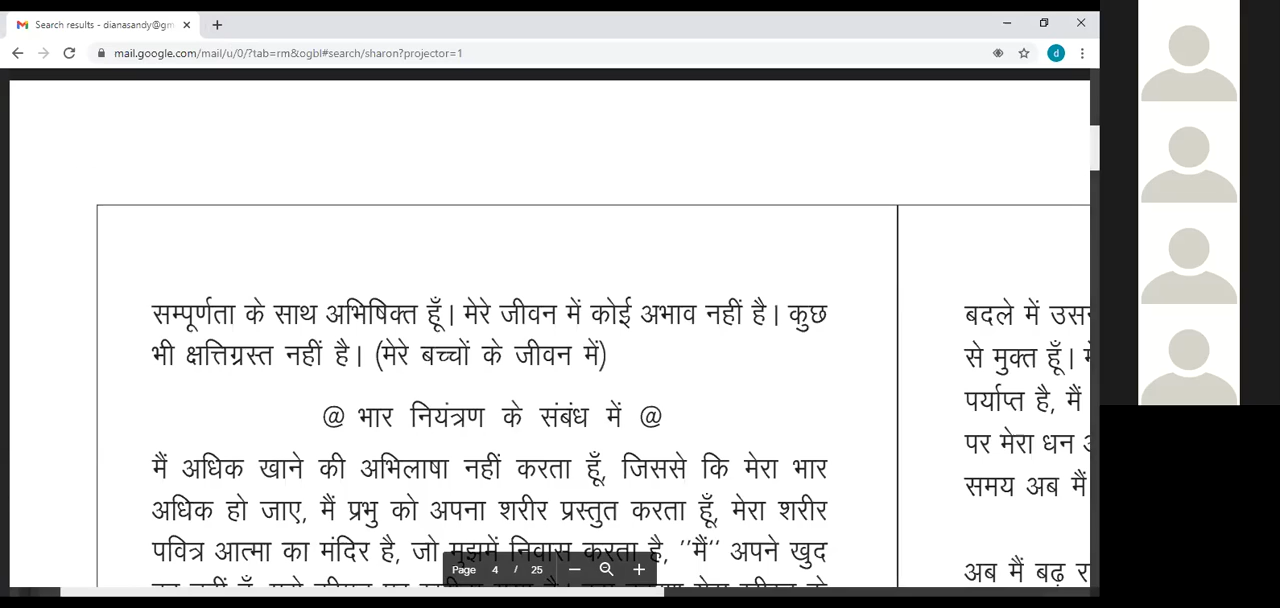 Search results - dianasandy@gm
mail.google.com/mail/u/0/?tab=rm&ogbl#search/sharon?projector=1
d
सम्पूर्णता के साथ अभिषिक्त हूँ। मेरे जीवन में कोई अभाव नहीं है। कुछ
भी क्षत्तिग्रस्त नहीं है। (मेरे बच्चों के जीवन में)
@ भार नियंत्रण के संबंध में @
मैं अधिक खाने की अभिलाषा नहीं करता हूँ, जिससे कि मेरा भार
अधिक हो जाए, मैं प्रभु को अपना शरीर प्रस्तुत करता हूँ, मेरा शरीर
पवित्र आत्मा का मंदिर है, जो मुझमें निवास करता है, ''मैं'' अपने खुद
बदले में
से मुक्त हूँ।
पर्याप्त है, मैं
पर मेरा धन
समय अब मैं
अब मैं बढ़
Page 4 / 25